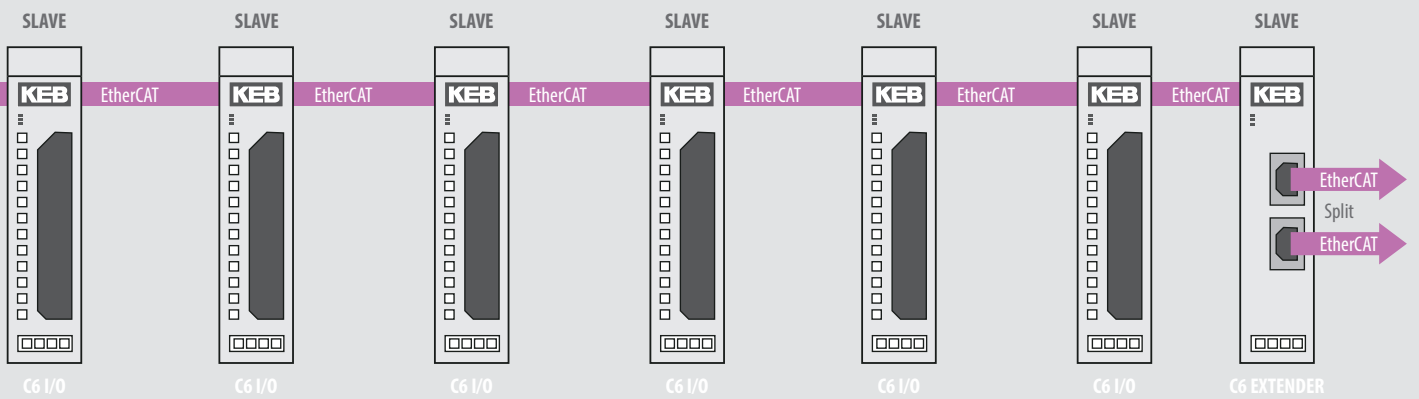 SLAVE SLAVE SLAVE SLAVE SLAVE SLAVE SLAVE
KEB EtherCAT KEB EtherCAT KEB EtherCAT KEB EtherCAT KEB EtherCAT KEB EtherCAT KEB
EtherCAT
Split
EtherCAT
C6 I/O C6 I/O C6 I/O C6 I/O C6 I/O C6 I/O C6 EXTENDER